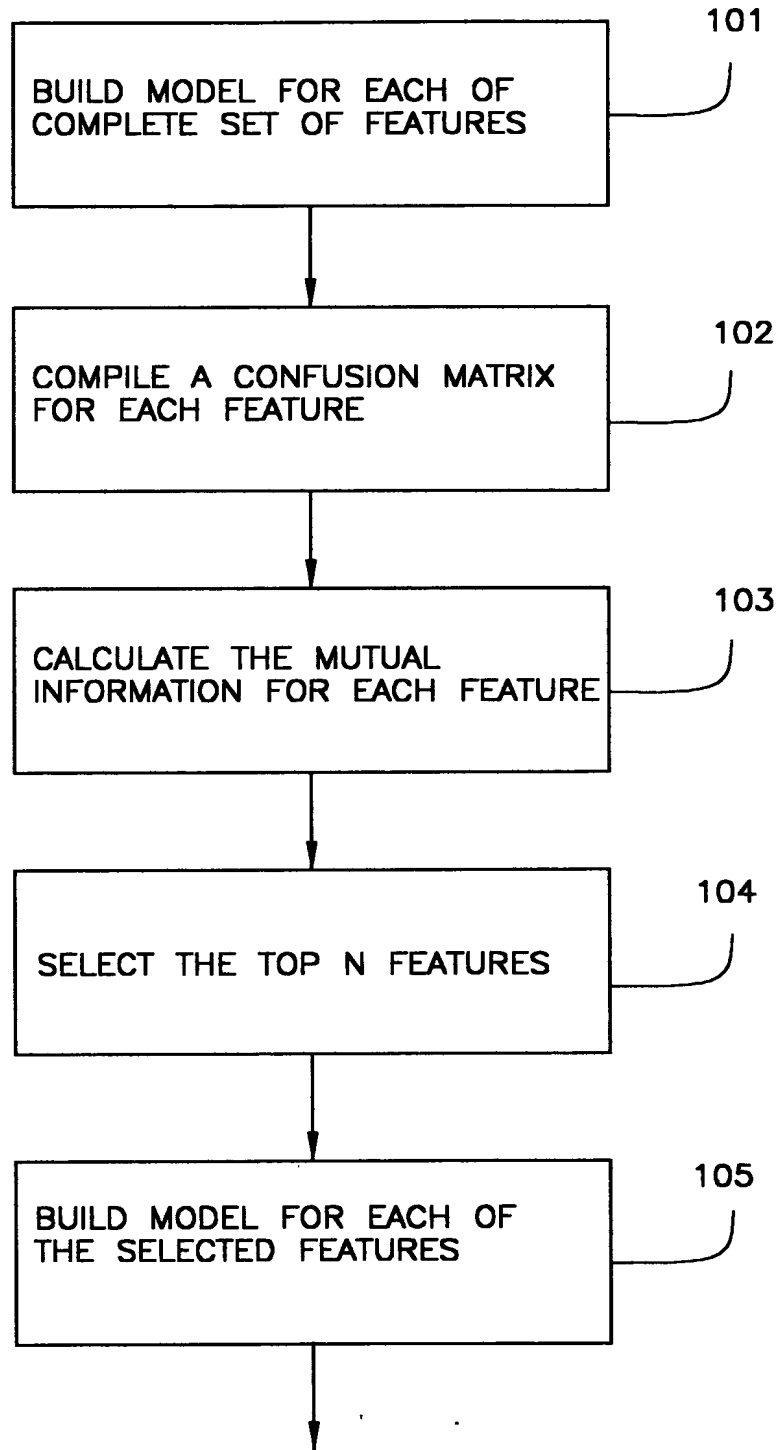 101
BUILD MODEL FOR EACH OF
COMPLETE SET OF FEATURES
102
COMPILE A CONFUSION MATRIX
FOR EACH FEATURE
103
CALCULATE THE MUTUAL
INFORMATION FOR EACH FEATURE
104
SELECT THE TOP N FEATURES
105
BUILD MODEL FOR EACH OF
THE SELECTED FEATURES